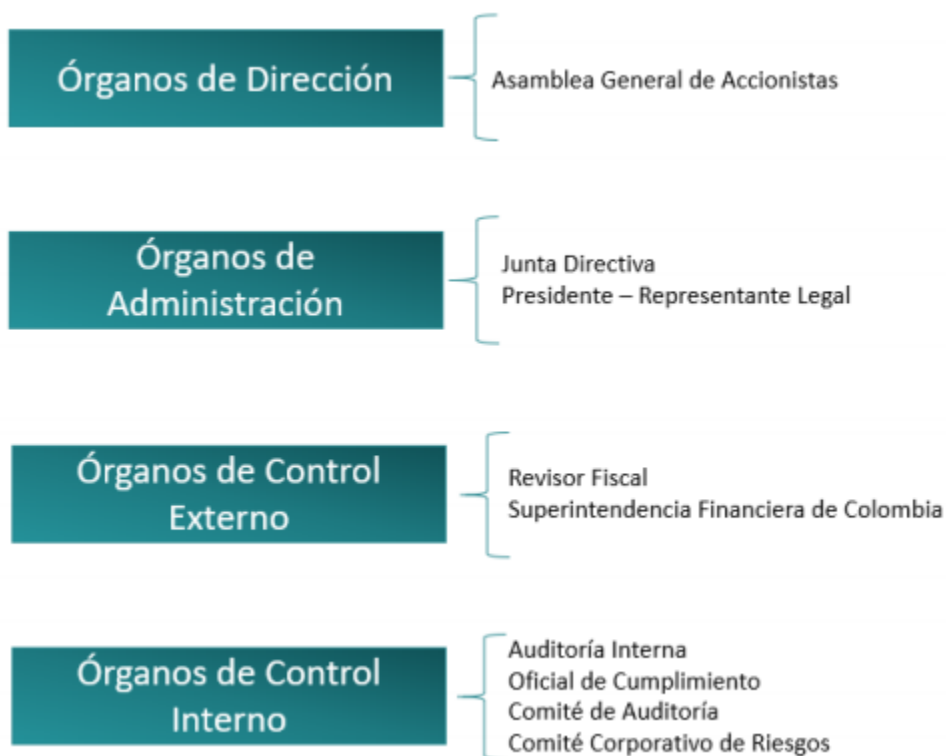 Órganos de Dirección
Asamblea General de Accionistas
Órganos de
Administración
Junta Directiva
Presidente – Representante Legal
Órganos de Control
Externo
Revisor Fiscal
Superintendencia Financiera de Colombia
Órganos de Control
Interno
Auditoría Interna
Oficial de Cumplimiento
Comité de Auditoría
Comité Corporativo de Riesgos